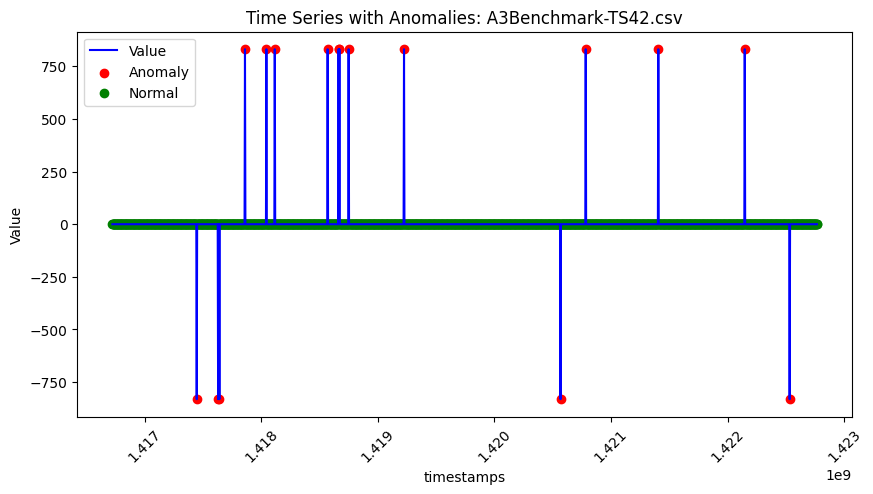 Time Series with Anomalies: A3Benchmark-TS42.csv
Value
Anomaly
Normal
Value
750
500
250
0
−250
−500
−750
1.417
1.418
1.419
1.420
1.421
1.422
1.423
1e9
timestamps